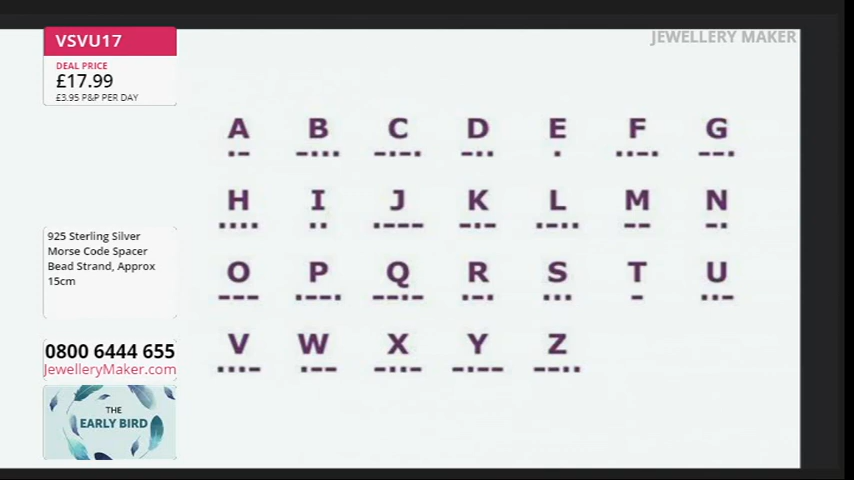 VSVU17
DEAL PRICE
£17.99
£3.95 P&P PER DAY
JEWELLERY MAKER
A B C D E F G
·− −··· −·−· −·· · ··−· −−·
H I J K L M N
···· ·· ·−−− −·− ·−·· −− −·
O P Q R S T U
−−− ·−−· −−·− ·−· ··· − ··−
V W X Y Z
···− ·−− −··− −·−− −−··
925 Sterling Silver
Morse Code Spacer
Bead Strand, Approx
15cm
0800 6444 655
JewelleryMaker.com
THE
EARLY BIRD